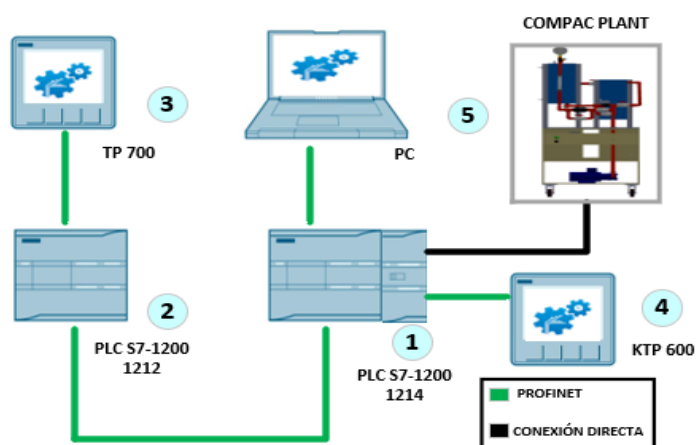 COMPAC PLANT
3
5
TP 700
PC
2
4
PLC S7-1200
1212
1
KTP 600
PLC S7-1200
1214
PROFINET
CONEXIÓN DIRECTA